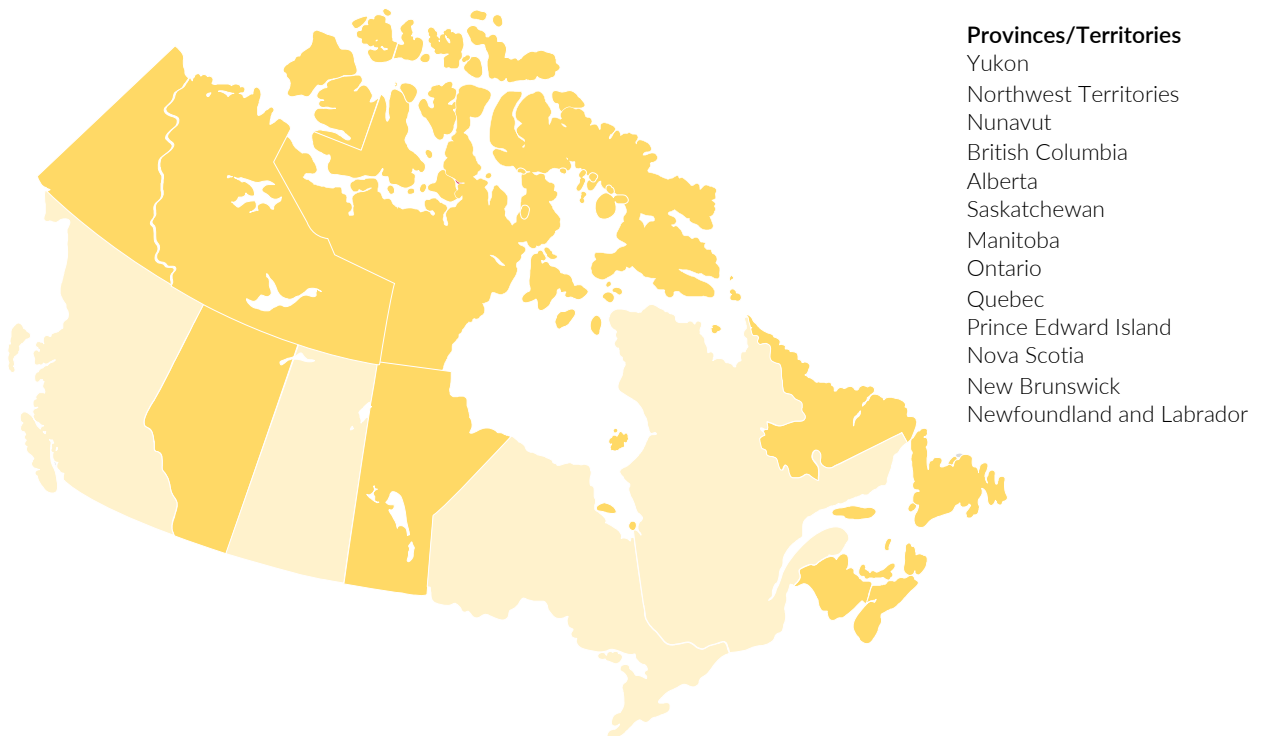 Provinces/Territories
Yukon
Northwest Territories
Nunavut
British Columbia
Alberta
Saskatchewan
Manitoba
Ontario
Quebec
Prince Edward Island
Nova Scotia
New Brunswick
Newfoundland and Labrador